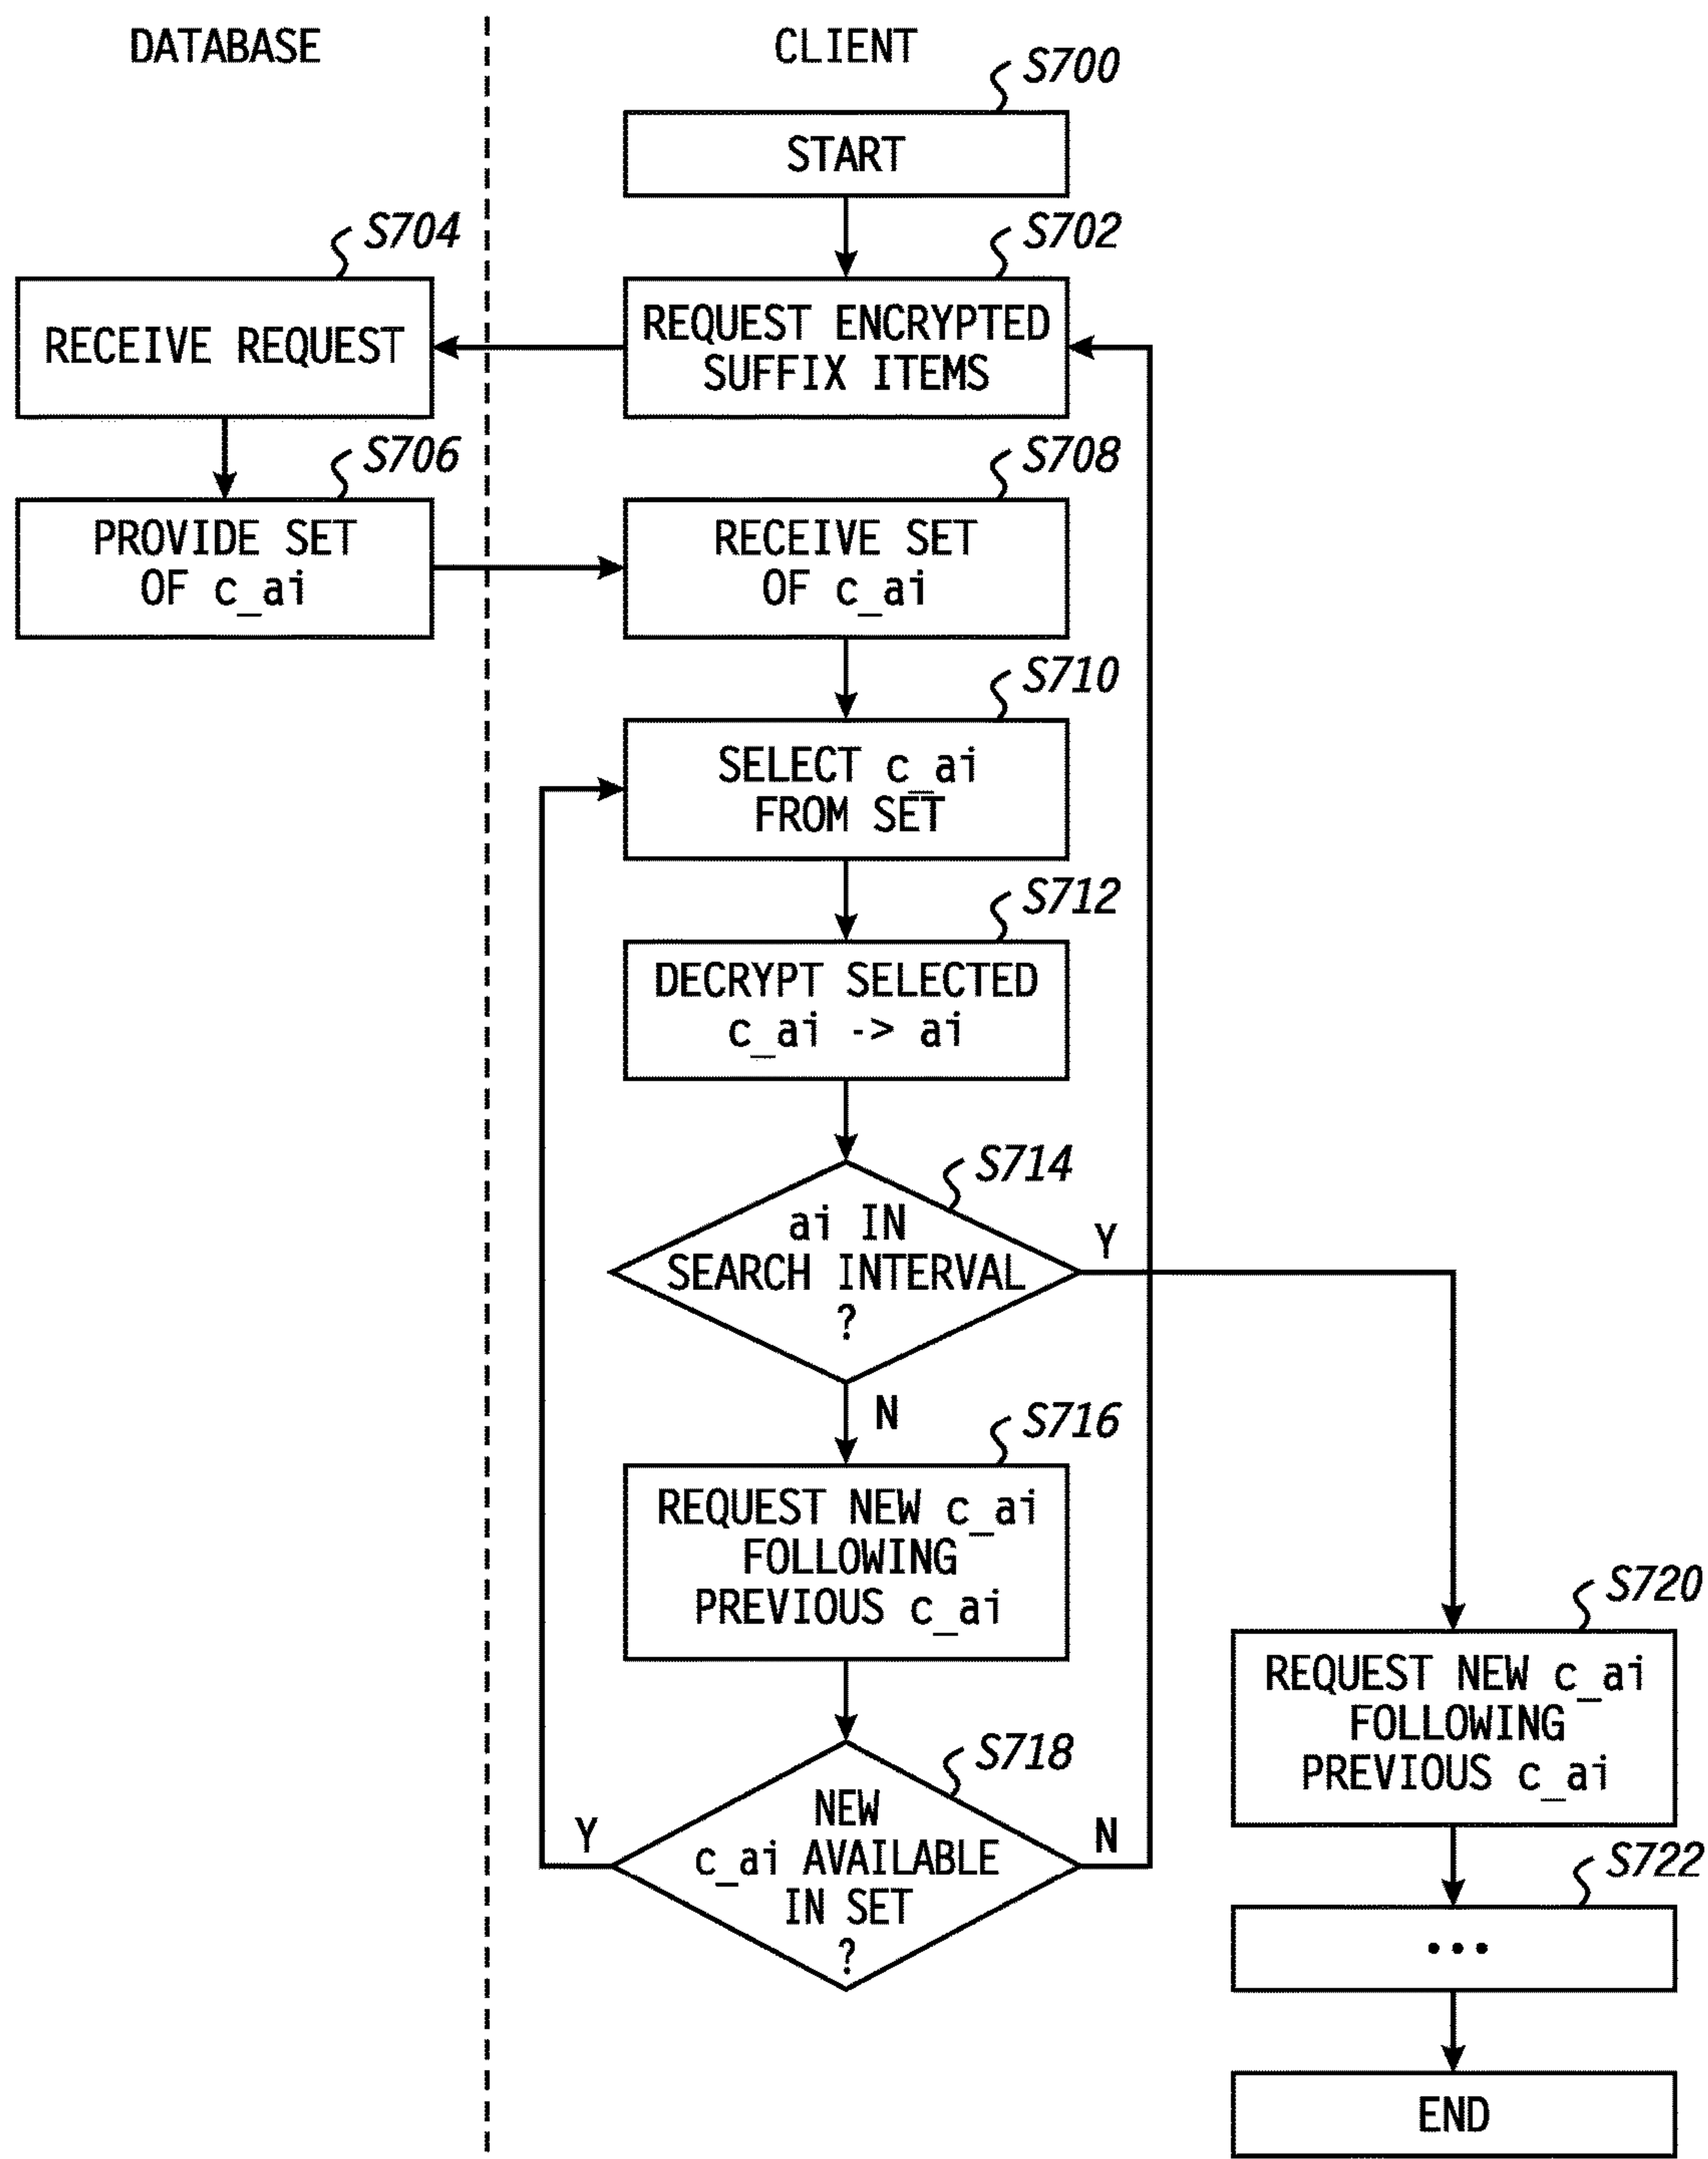 DATABASE
CLIENT
S700
START
S704
S702
RECEIVE REQUEST
REQUEST ENCRYPTED
SUFFIX ITEMS
S706
S708
PROVIDE SET
OF c_ai
RECEIVE SET
OF c_ai
S710
SELECT c_ai
FROM SET
S712
DECRYPT SELECTED
c_ai -> ai
S714
ai IN
SEARCH INTERVAL
?
Y
N
S716
REQUEST NEW c_ai
FOLLOWING
PREVIOUS c_ai
S718
NEW
c_ai AVAILABLE
IN SET
?
Y
N
S720
REQUEST NEW c_ai
FOLLOWING
PREVIOUS c_ai
S722
•••
END